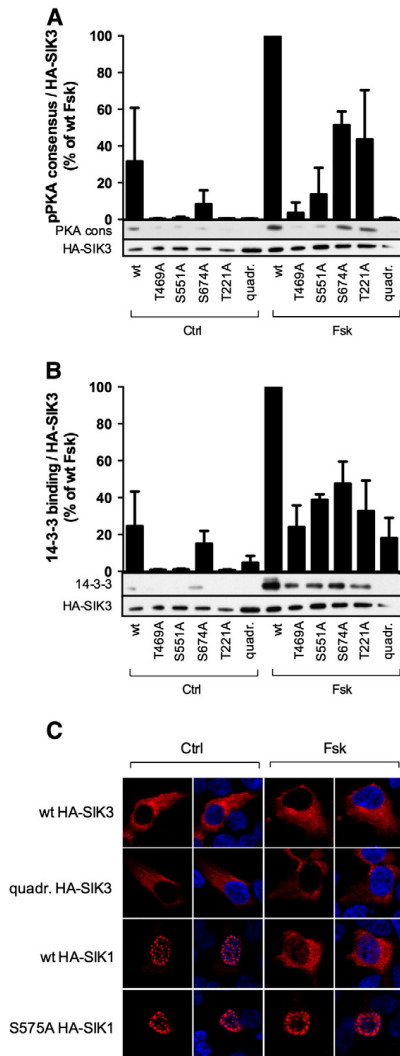 A
pPKA consensus / HA-SIK3
(% of wt Fsk)
100
80
60
40
20
0
PKA cons
HA-SIK3
wt
T469A
S551A
S674A
T221A
quadr.
wt
T469A
S551A
S674A
T221A
quadr.
Ctrl
Fsk
B
14-3-3 binding / HA-SIK3
(% of wt Fsk)
100
80
60
40
20
0
14-3-3
HA-SIK3
wt
T469A
S551A
S674A
T221A
quadr.
wt
T469A
S551A
S674A
T221A
quadr.
Ctrl
Fsk
C
Ctrl
Fsk
wt HA-SIK3
quadr. HA-SIK3
wt HA-SIK1
S575A HA-SIK1